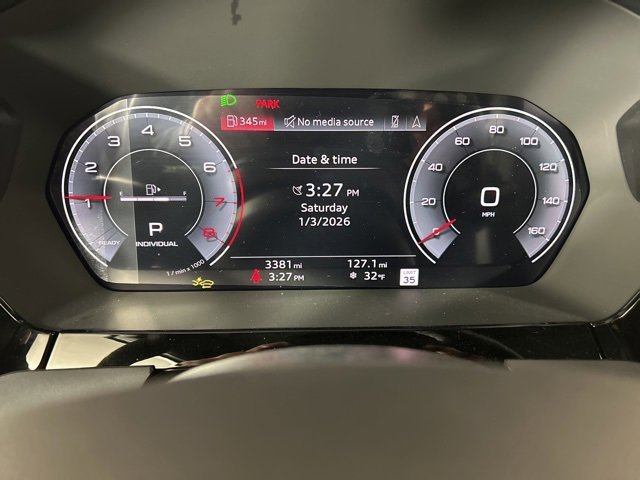 PARK
345 mi No media source
Date & time
3:27 PM
Saturday
1/3/2026
3381 mi 127.1 mi
3:27 PM 32 °F
LIMIT
35
1 2 3 4 5 6 7 8
E F
P
READY INDIVIDUAL
1 / min x 1000
0 20 40 60 80 100 120 140 160
0
MPH